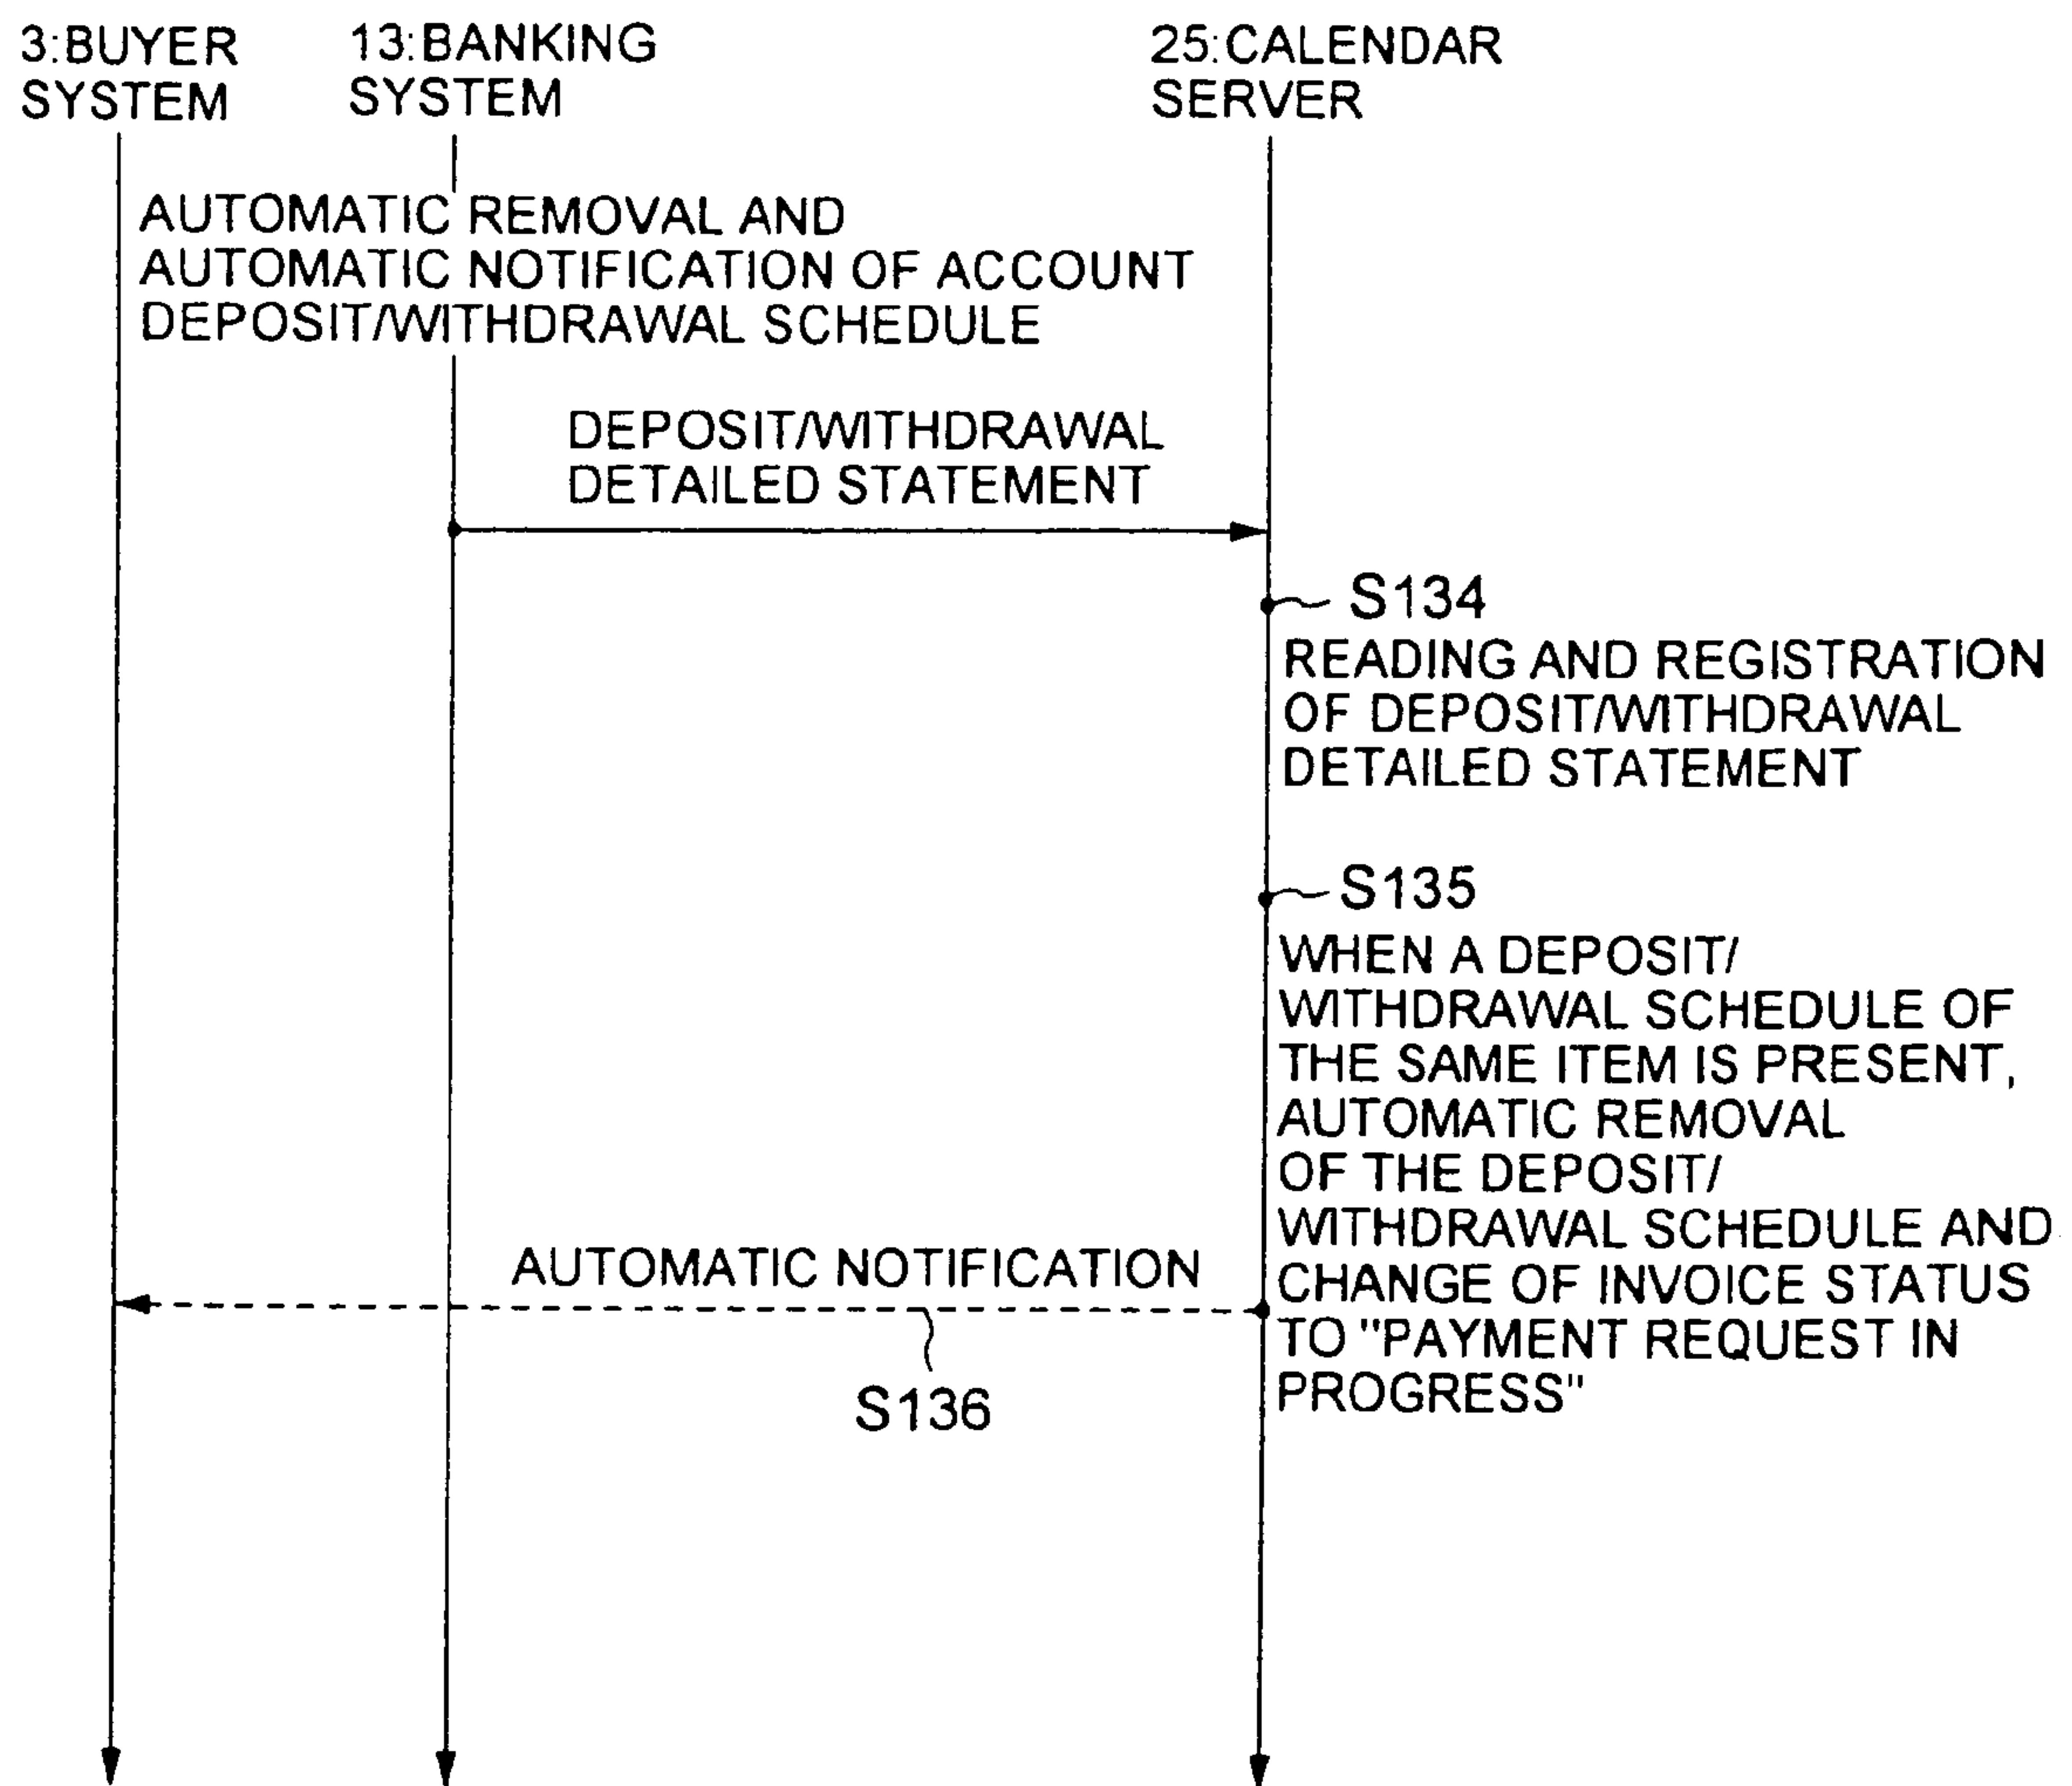 3:BUYER
SYSTEM
13:BANKING
SYSTEM
25:CALENDAR
SERVER
AUTOMATIC REMOVAL AND
AUTOMATIC NOTIFICATION OF ACCOUNT
DEPOSIT/WITHDRAWAL SCHEDULE
DEPOSIT/WITHDRAWAL
DETAILED STATEMENT
S134
READING AND REGISTRATION
OF DEPOSIT/WITHDRAWAL
DETAILED STATEMENT
S135
WHEN A DEPOSIT/
WITHDRAWAL SCHEDULE OF
THE SAME ITEM IS PRESENT,
AUTOMATIC REMOVAL
OF THE DEPOSIT/
WITHDRAWAL SCHEDULE AND
CHANGE OF INVOICE STATUS
TO "PAYMENT REQUEST IN
PROGRESS"
AUTOMATIC NOTIFICATION
S136